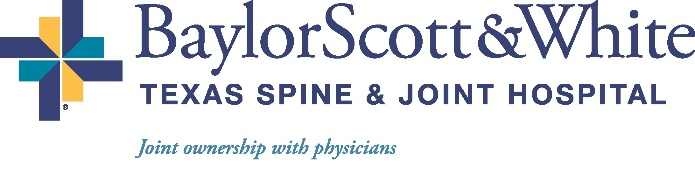 BaylorScott&White
TEXAS SPINE & JOINT HOSPITAL
®
Joint ownership with physicians